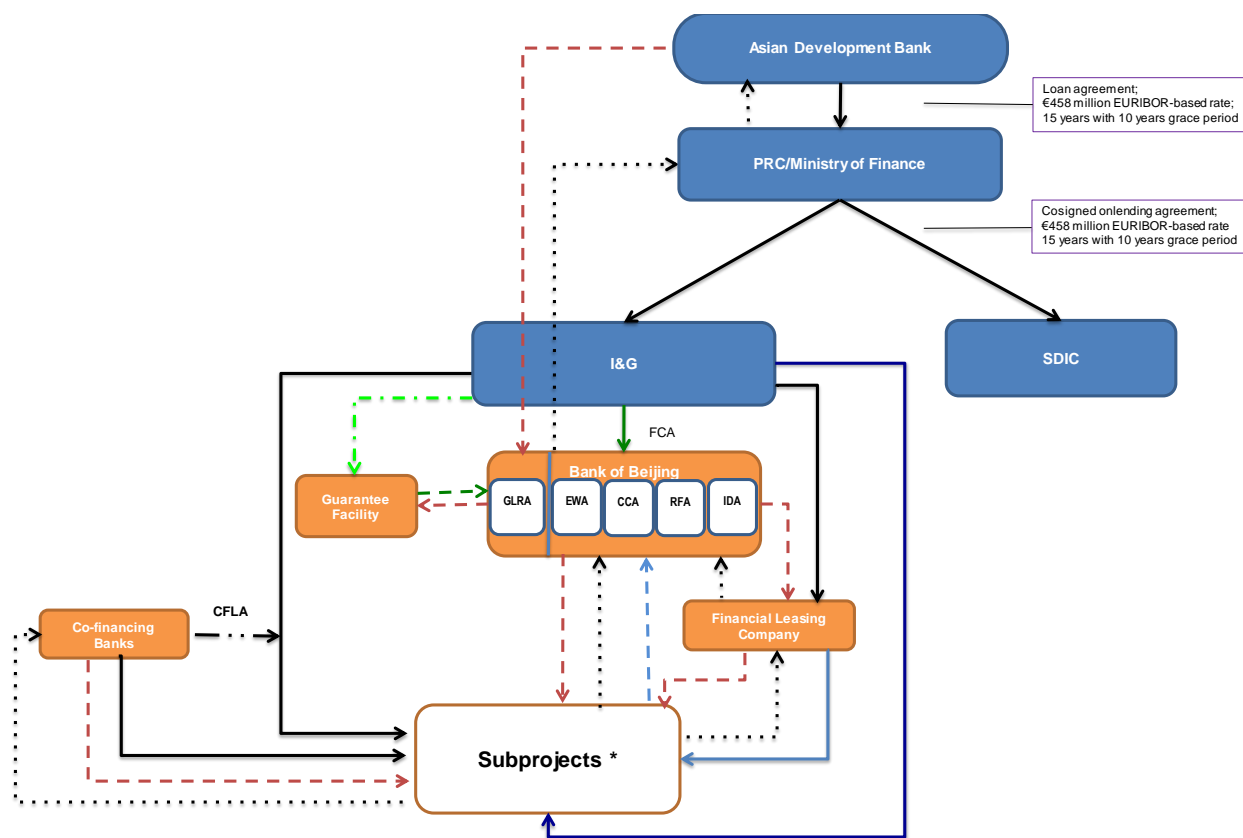 Asian Development Bank
Loan agreement;
€458 million EURIBOR-based rate;
15 years with 10 years grace period
PRC/Ministry of Finance
Cosigned onlending agreement;
€458 million EURIBOR-based rate
15 years with 10 years grace period
I&G
SDIC
FCA
Bank of Beijing
GLRA
EWA
CCA
RFA
IDA
Guarantee
Facility
CFLA
Co-financing
Banks
Financial Leasing
Company
Subprojects *